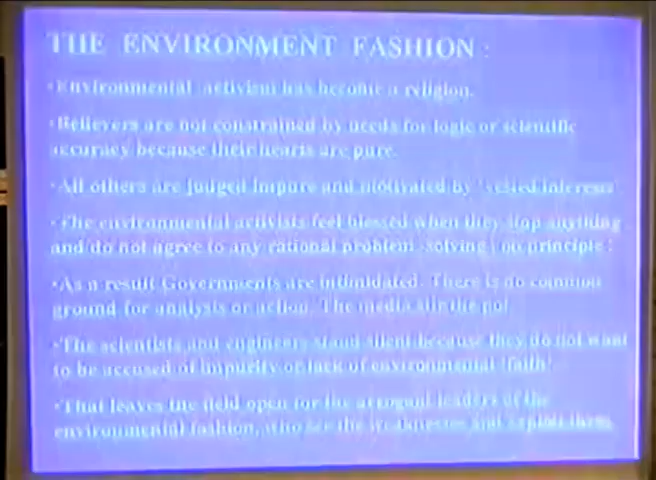 THE ENVIRONMENT FASHION :
•Environmental activism has become a religion.
•Believers are not constrained by needs for logic or scientific
accuracy because their hearts are pure
•All others are judged impure and motivated by 'vested interests
•The environmental activists feel blessed when they stop anything
and do not agree to any rational problem -solving (on principle !
•As a result Governments are intimidated. There is no common
ground for analysis or action. The media stir the pot
•The scientists and engineers stand silent because they do not want
to be accused of impurity or lack of environmental 'faith'
•That leaves the field open for the arrogant leaders of the
environmental fashion, who see the weaknesses and exploit them.